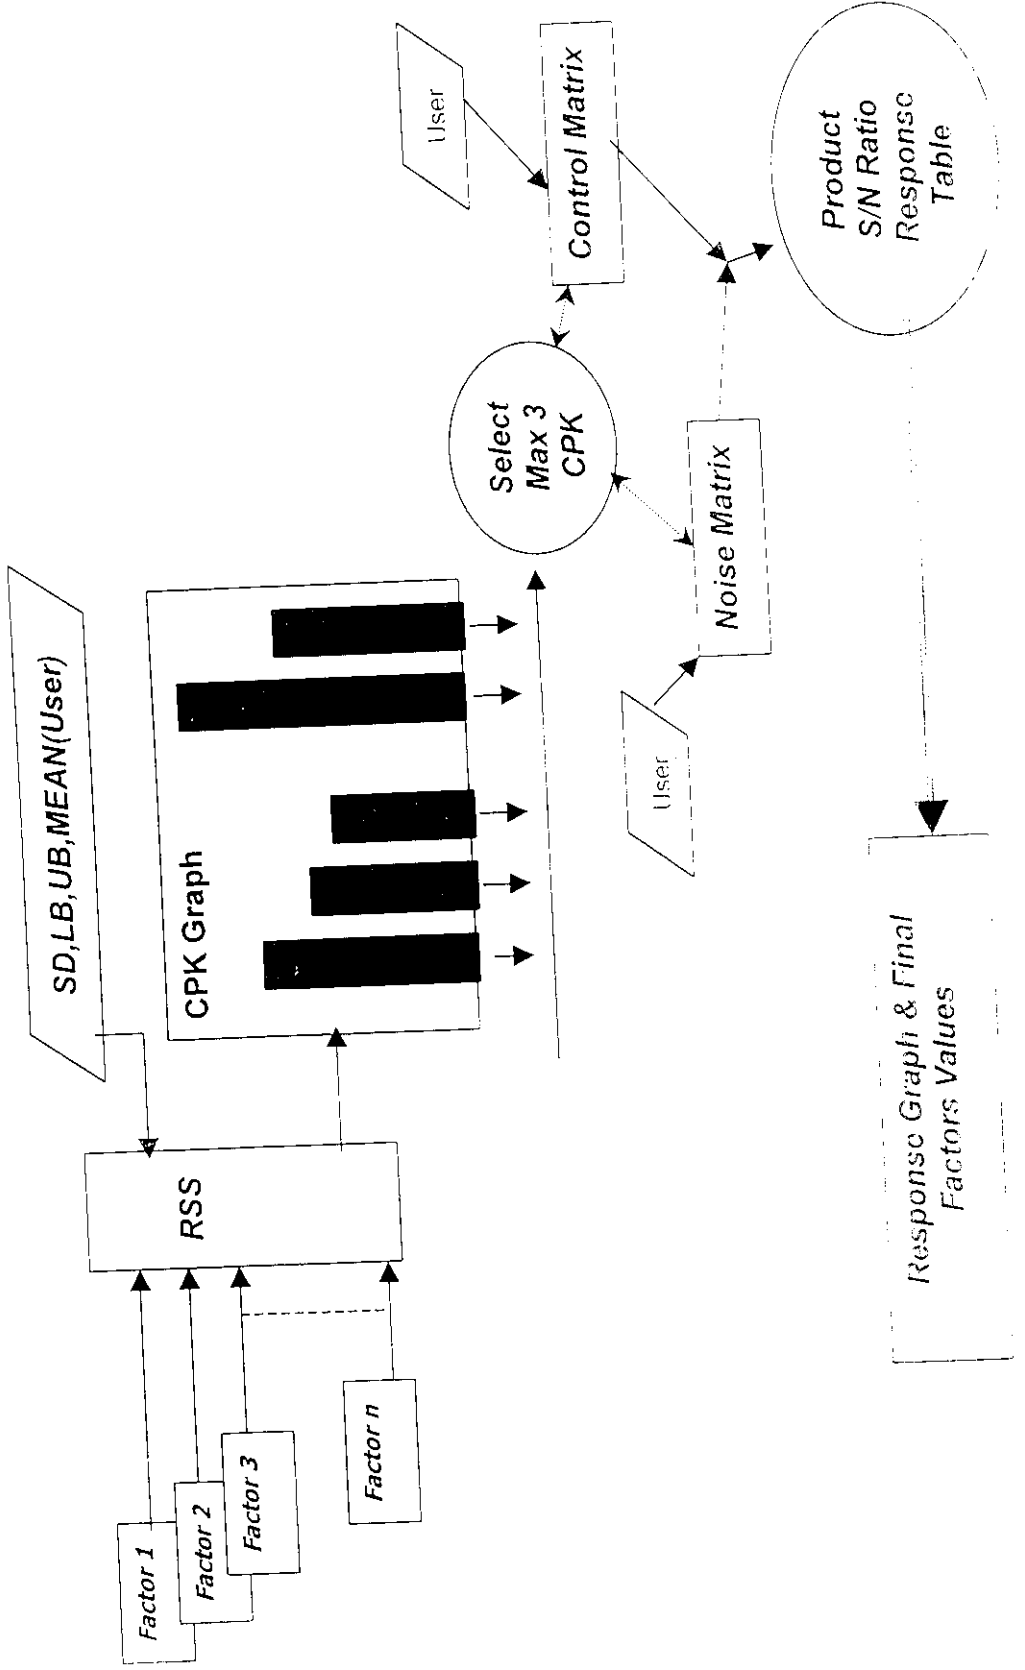 SD,LB,UB,MEAN(User)
Factor 1
Factor 2
Factor 3
Factor n
RSS
CPK Graph
Select
Max 3
CPK
User
Control Matrix
User
Noise Matrix
Product
S/N Ratio
Response
Table
Response Graph & Final
Factors Values